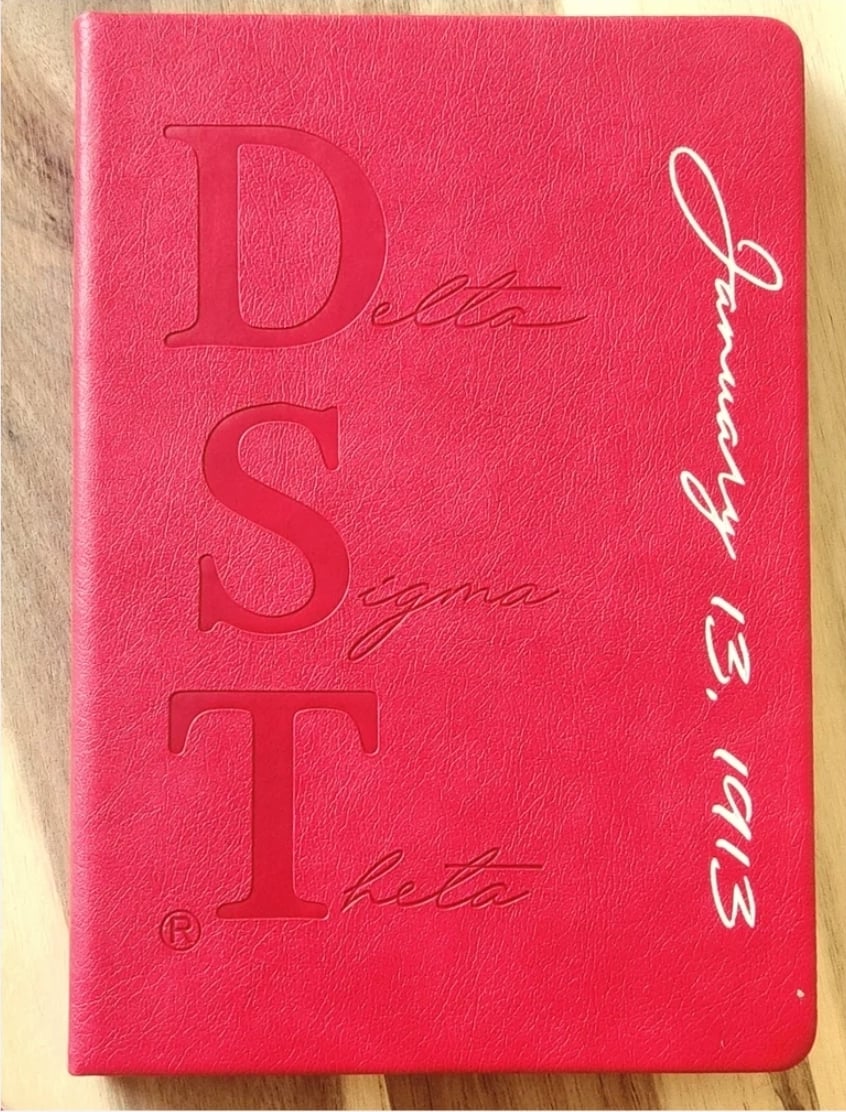 Delta
Sigma
Theta
®
January 13, 1913